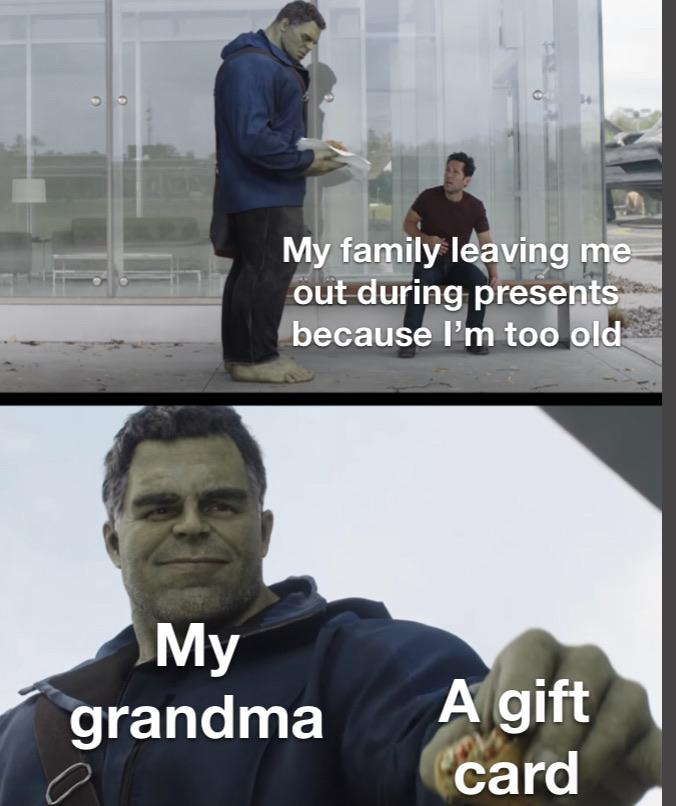 My family leaving me
out during presents
because I'm too old
My
grandma
A gift
card